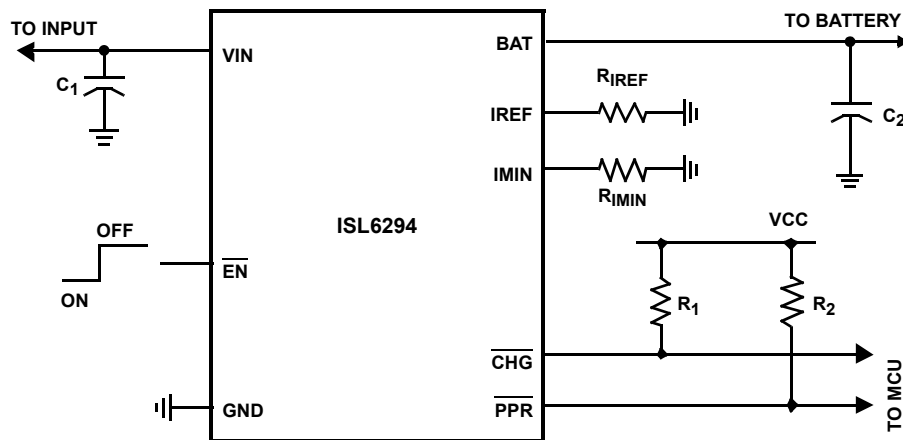 TO INPUT
C1
VIN
OFF
ON
EN
GND
ISL6294
BAT
IREF
IMIN
CHG
PPR
TO BATTERY
RIREF
RIMIN
C2
VCC
R1
R2
TO MCU